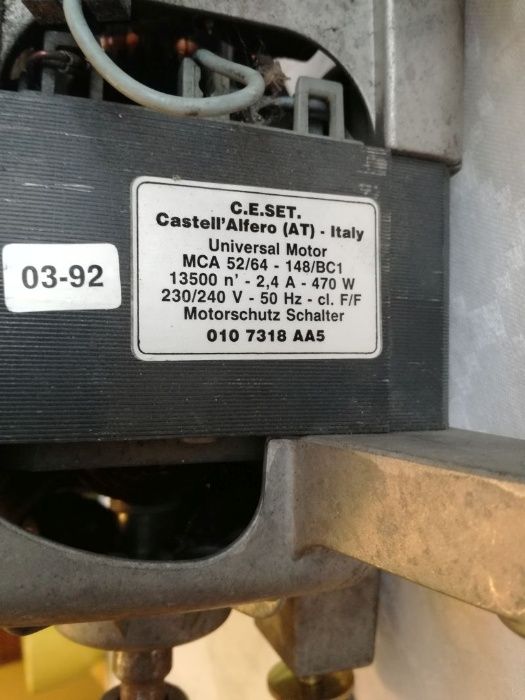 C.E.SET.
Castell'Alfero (AT) - Italy
Universal Motor
MCA 52/64 - 148/BC1
13500 n' - 2,4 A - 470 W
230/240 V - 50 Hz - cl. F/F
Motorschutz Schalter
010 7318 AA5
03-92